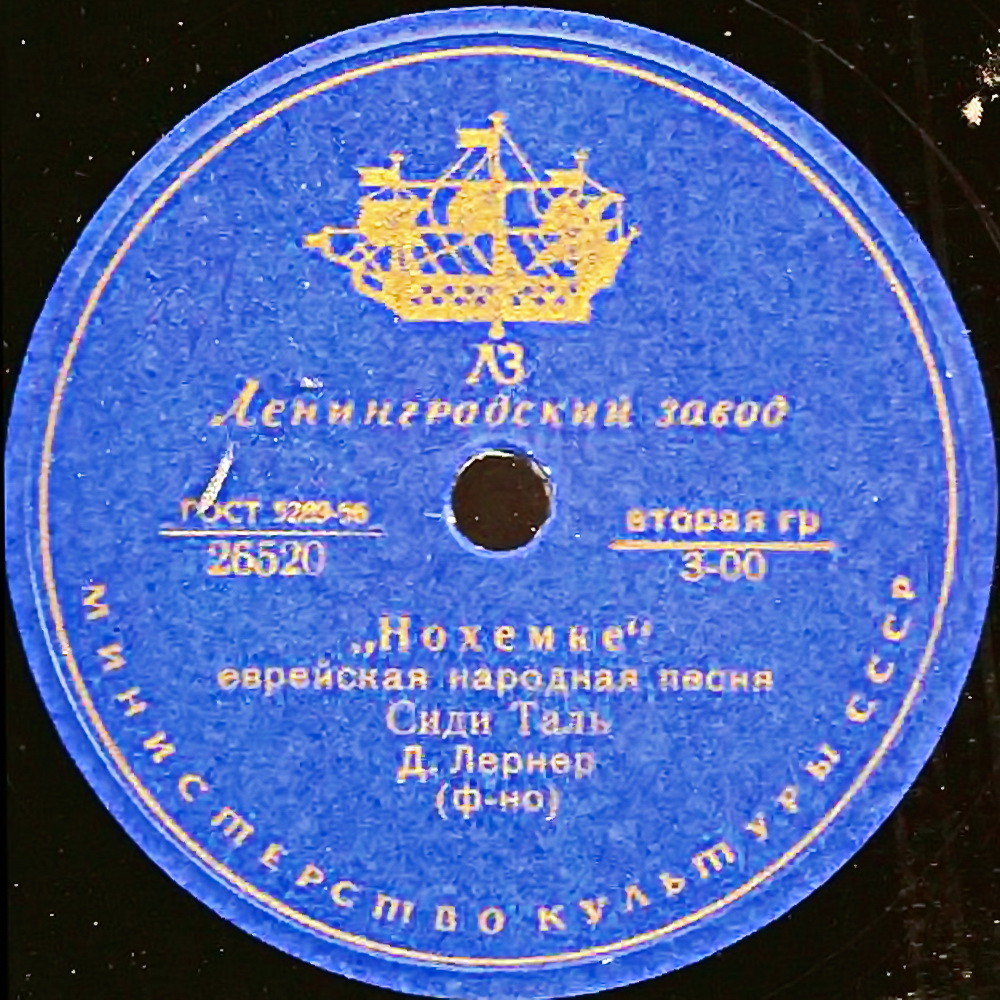 ЛЗ
Ленинградский завод
ГОСТ 5289-56
26520
вторая гр
3-00
„Нохемке“
еврейская народная песня
Сиди Таль
Д. Лернер
(ф-но)
МИНИСТЕРСТВО КУЛЬТУРЫ СССР